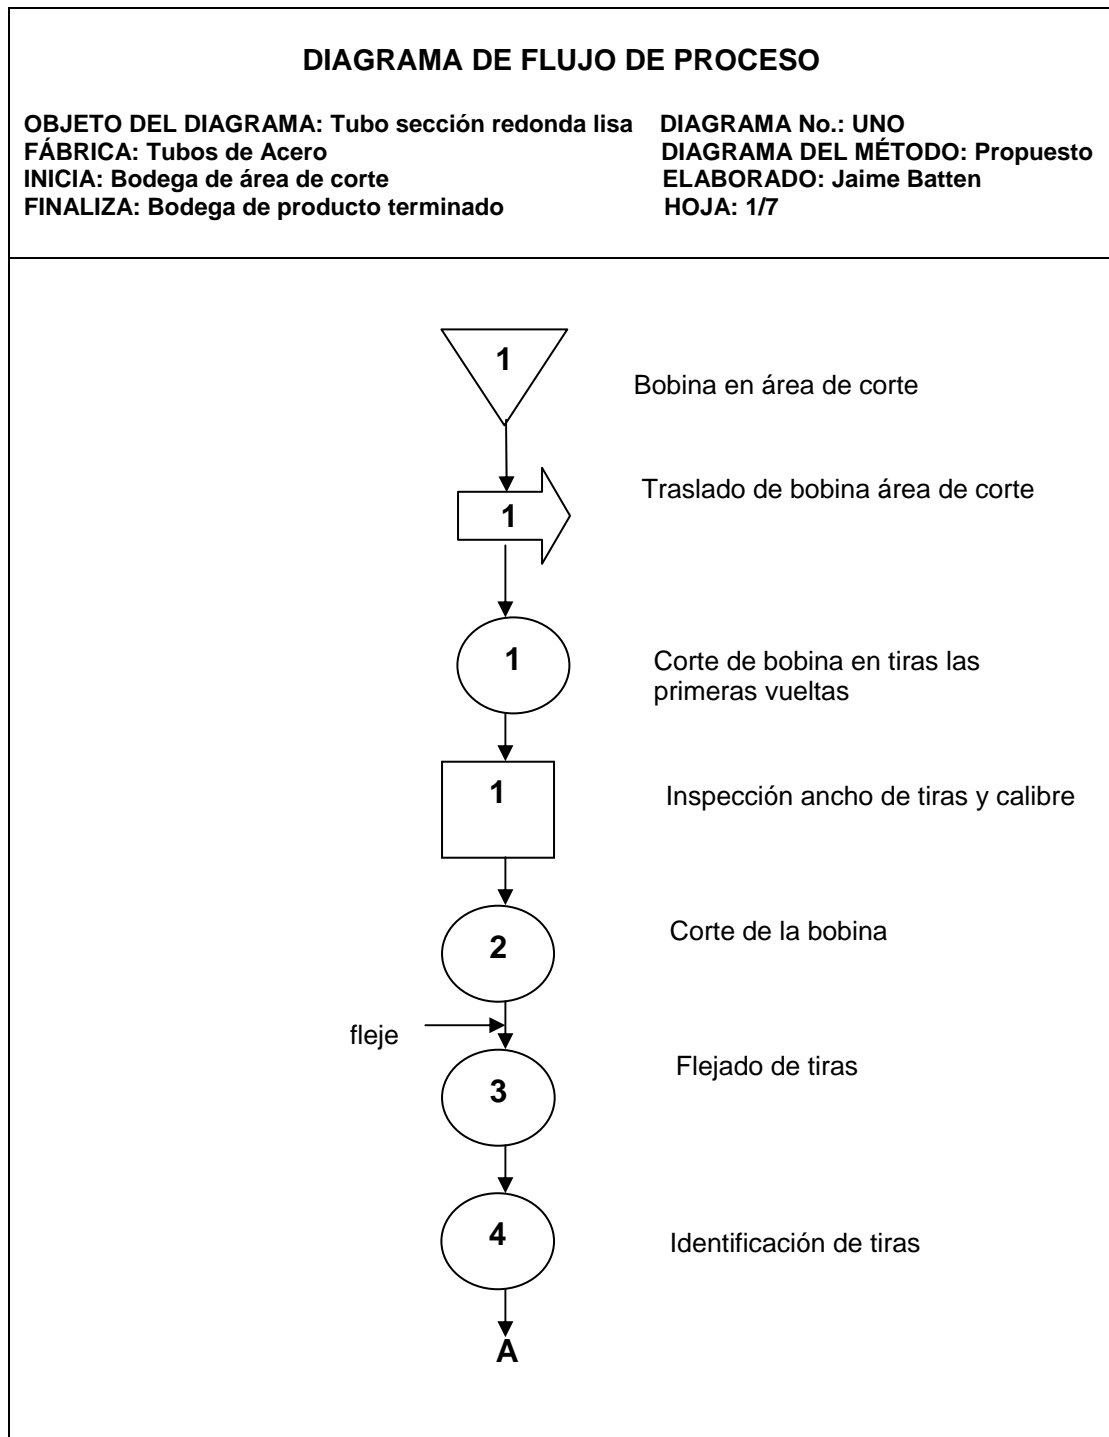 DIAGRAMA DE FLUJO DE PROCESO
OBJETO DEL DIAGRAMA: Tubo sección redonda lisa DIAGRAMA No.: UNO
FÁBRICA: Tubos de Acero DIAGRAMA DEL MÉTODO: Propuesto
INICIA: Bodega de área de corte ELABORADO: Jaime Batten
FINALIZA: Bodega de producto terminado HOJA: 1/7
1
Bobina en área de corte
1
Traslado de bobina área de corte
1
Corte de bobina en tiras las
primeras vueltas
1
Inspección ancho de tiras y calibre
2
Corte de la bobina
fleje
3
Flejado de tiras
4
Identificación de tiras
A